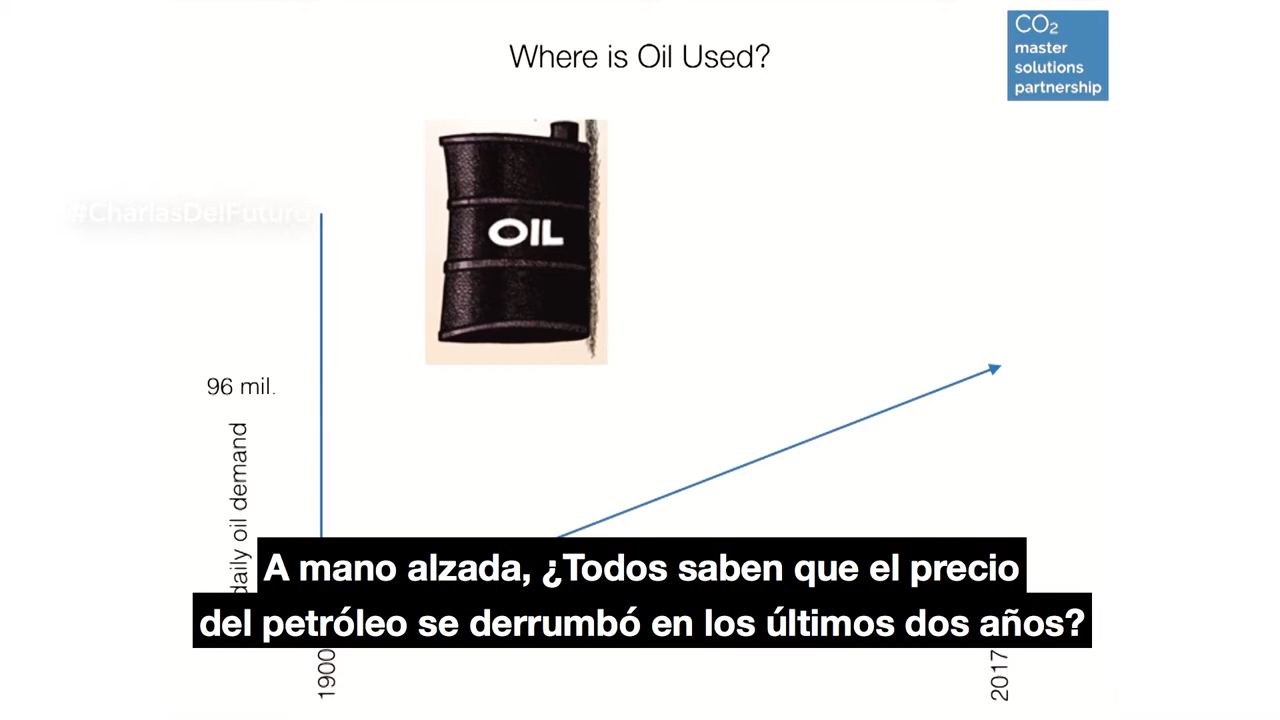 Where is Oil Used?
CO₂
master
solutions
partnership
OIL
#CharlasDelFuturo
96 mil.
daily oil demand
A mano alzada, ¿Todos saben que el precio
del petróleo se derrumbó en los últimos dos años?
1900
2017